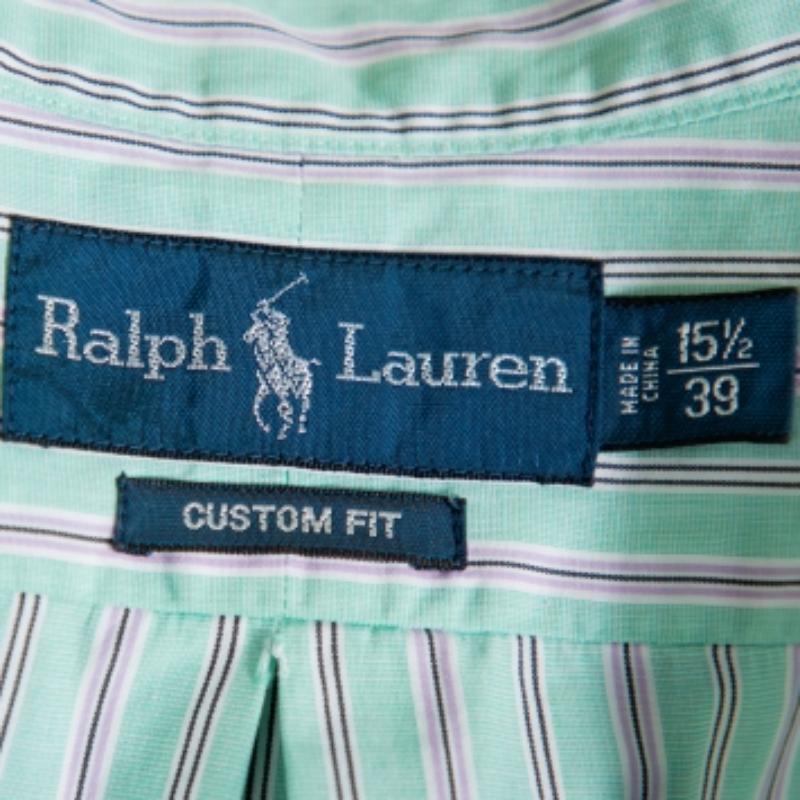 Ralph Lauren
MADE IN
CHINA
15½
39
CUSTOM FIT